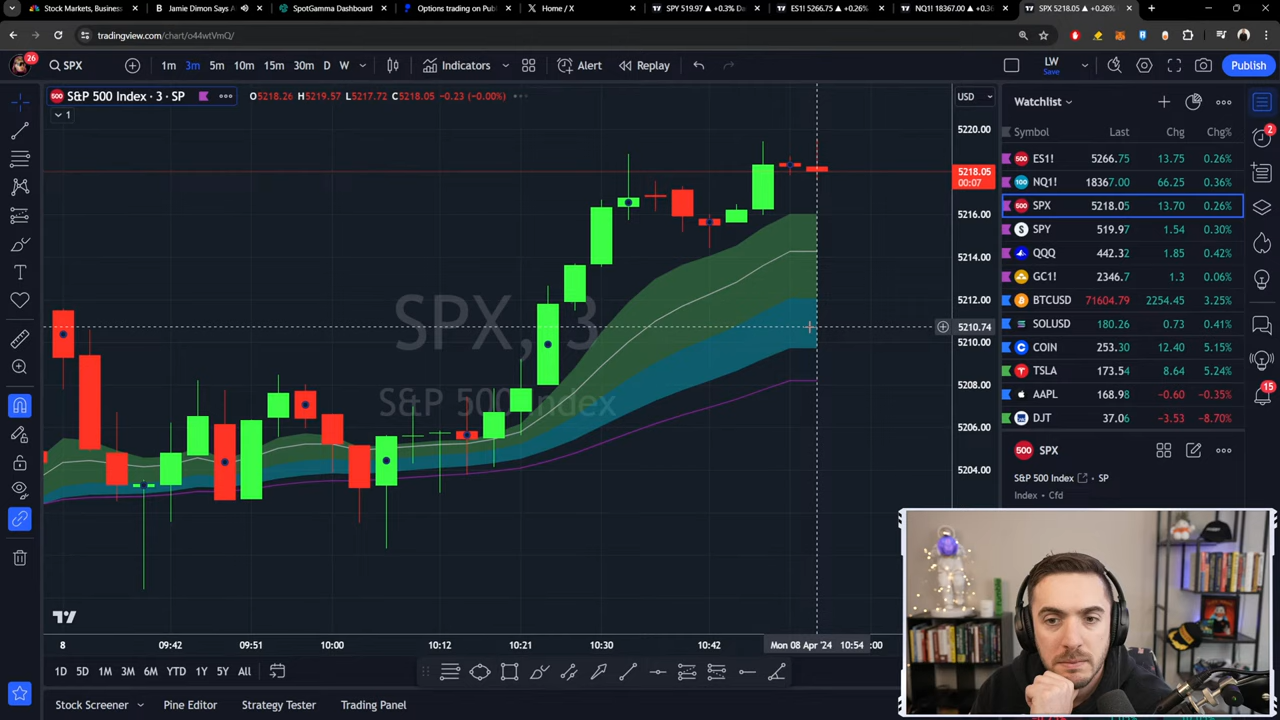 Stock Markets, Business
Jamie Dimon Says A
SpotGamma Dashboard
Options trading on Publ
Home / X
SPY 519.97 ▲ +0.3% Da
ES1! 5266.75 ▲ +0.26%
NQ1! 18367.00 ▲ +0.36
SPX 5218.05 ▲ +0.26%
tradingview.com/chart/o44wtVmQ/
26
SPX
1m 3m 5m 10m 15m 30m D W
Indicators
Alert
Replay
LW
Save
Publish
S&P 500 Index · 3 · SP
O5218.26 H5219.57 L5217.72 C5218.05 −0.23 (−0.00%)
1
USD
5220.00
5218.05
00:07
5216.00
5214.00
5212.00
5210.74
5210.00
5208.00
5206.00
5204.00
SPX, 3
S&P 500 Index
8 09:42 09:51 10:00 10:12 10:21 10:30 10:42 Mon 08 Apr '24 10:54 :00
1D 5D 1M 3M 6M YTD 1Y 5Y All
Stock Screener
Pine Editor
Strategy Tester
Trading Panel
Watchlist
Symbol Last Chg Chg%
ES1! 5266.75 13.75 0.26%
NQ1! 18367.00 66.25 0.36%
SPX 5218.05 13.70 0.26%
SPY 519.97 1.54 0.30%
QQQ 442.32 1.85 0.42%
GC1! 2346.7 1.3 0.06%
BTCUSD 71604.79 2254.45 3.25%
SOLUSD 180.26 0.73 0.41%
COIN 253.30 12.40 5.15%
TSLA 173.54 8.64 5.24%
AAPL 168.98 −0.60 −0.35%
DJT 37.06 −3.53 −8.70%
SPX
S&P 500 Index · SP
Index · Cfd
2
15